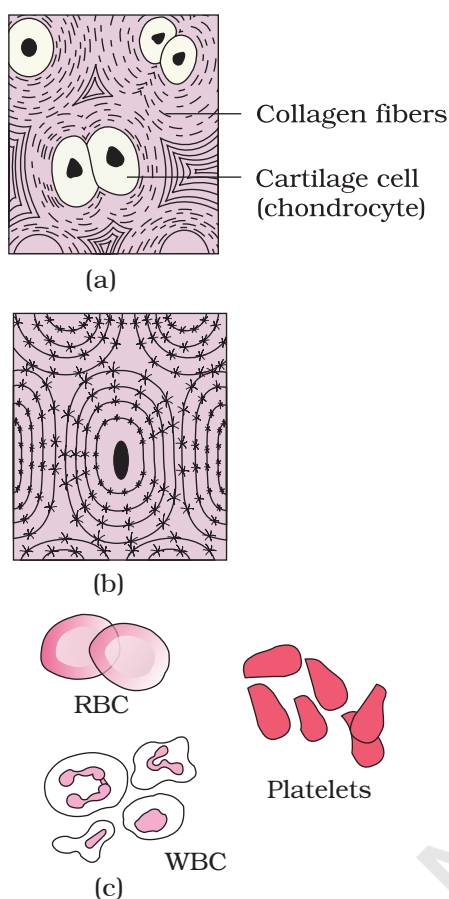 Collagen fibers
Cartilage cell
(chondrocyte)
(a)
(b)
RBC
Platelets
WBC
(c)